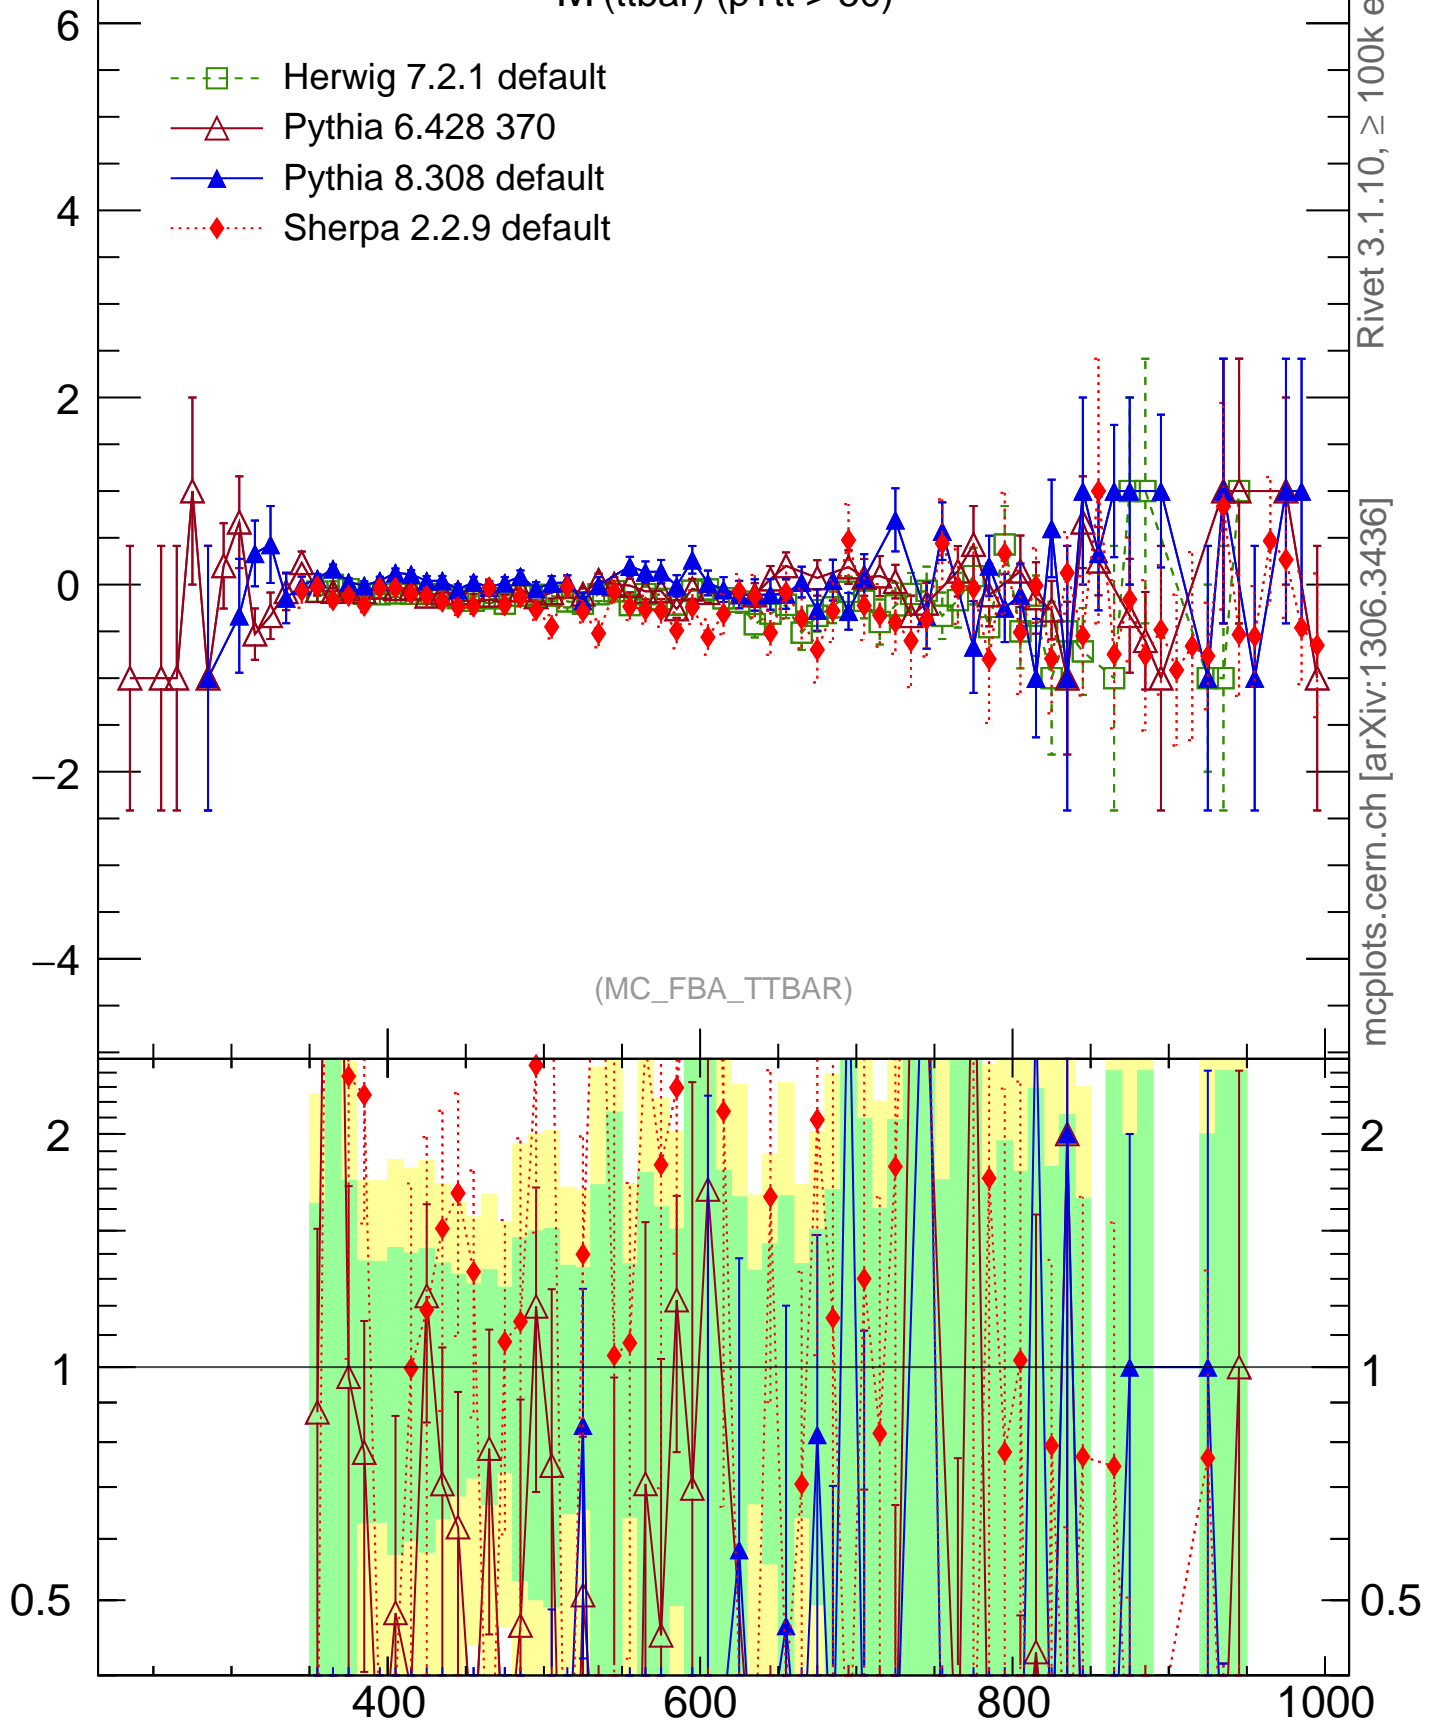 M (ttbar) (pTtt > 50)
6
4
2
0
−2
−4
Herwig 7.2.1 default
Pythia 6.428 370
Pythia 8.308 default
Sherpa 2.2.9 default
(MC_FBA_TTBAR)
Rivet 3.1.10, ≥ 100k e
mcplots.cern.ch [arXiv:1306.3436]
2
1
0.5
2
1
0.5
400
600
800
1000